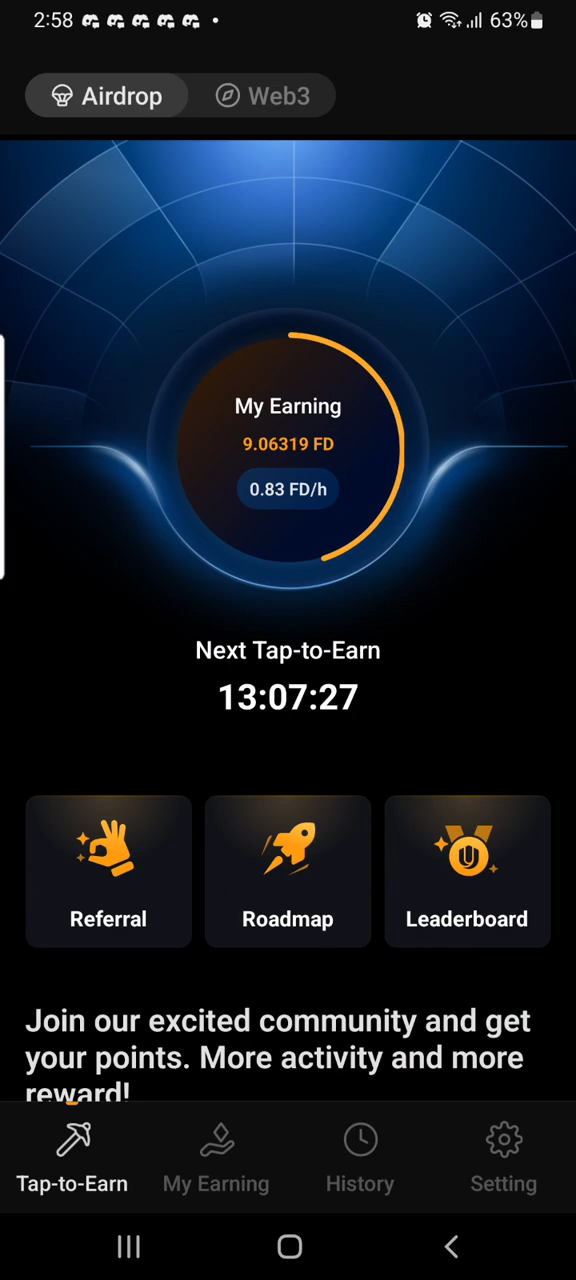 2:58
63%
Airdrop
Web3
My Earning
9.06319 FD
0.83 FD/h
Next Tap-to-Earn
13:07:27
Referral
Roadmap
Leaderboard
Join our excited community and get
your points. More activity and more
reward!
Tap-to-Earn
My Earning
History
Setting